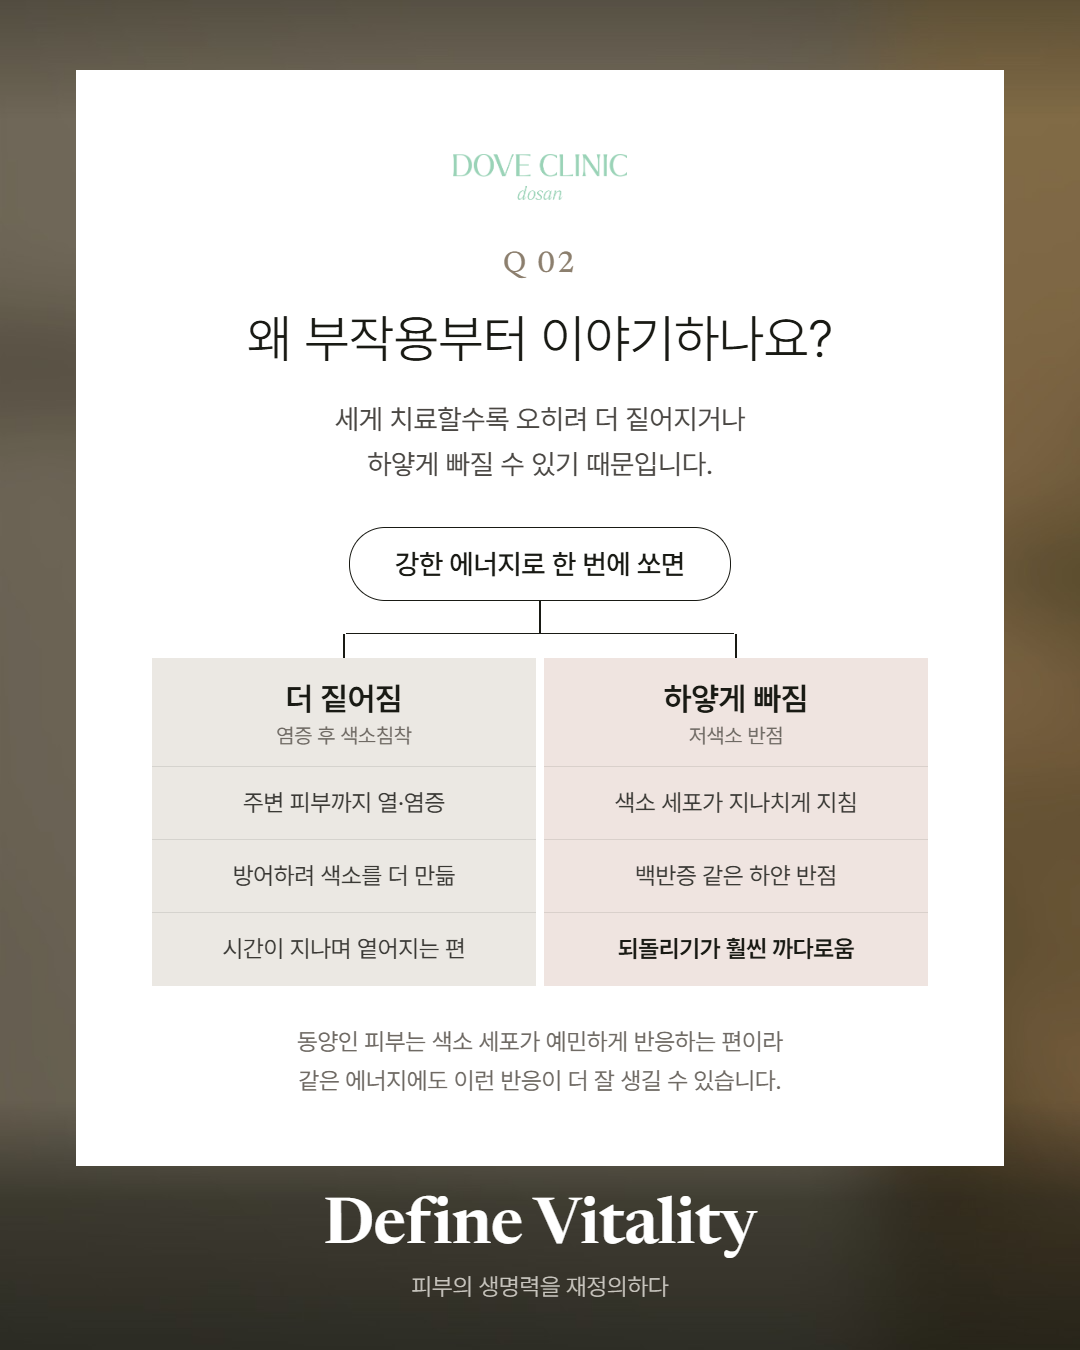 DOVE CLINIC
dosan
Q 02
왜 부작용부터 이야기하나요?
세게 치료할수록 오히려 더 짙어지거나
하얗게 빠질 수 있기 때문입니다.
강한 에너지로 한 번에 쏘면
더 짙어짐
염증 후 색소침착
주변 피부까지 열·염증
방어하려 색소를 더 만듦
시간이 지나며 옅어지는 편
하얗게 빠짐
저색소 반점
색소 세포가 지나치게 지침
백반증 같은 하얀 반점
되돌리기가 훨씬 까다로움
동양인 피부는 색소 세포가 예민하게 반응하는 편이라
같은 에너지에도 이런 반응이 더 잘 생길 수 있습니다.
Define Vitality
피부의 생명력을 재정의하다